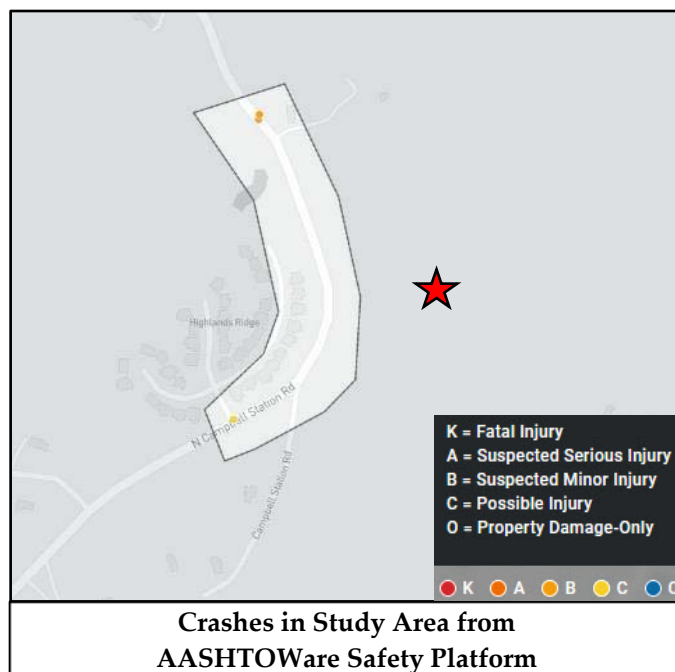 Highlands Ridge
N Campbell Station Rd
Campbell Station Rd
K = Fatal Injury
A = Suspected Serious Injury
B = Suspected Minor Injury
C = Possible Injury
O = Property Damage-Only
K A B C O
Crashes in Study Area from
AASHTOWare Safety Platform